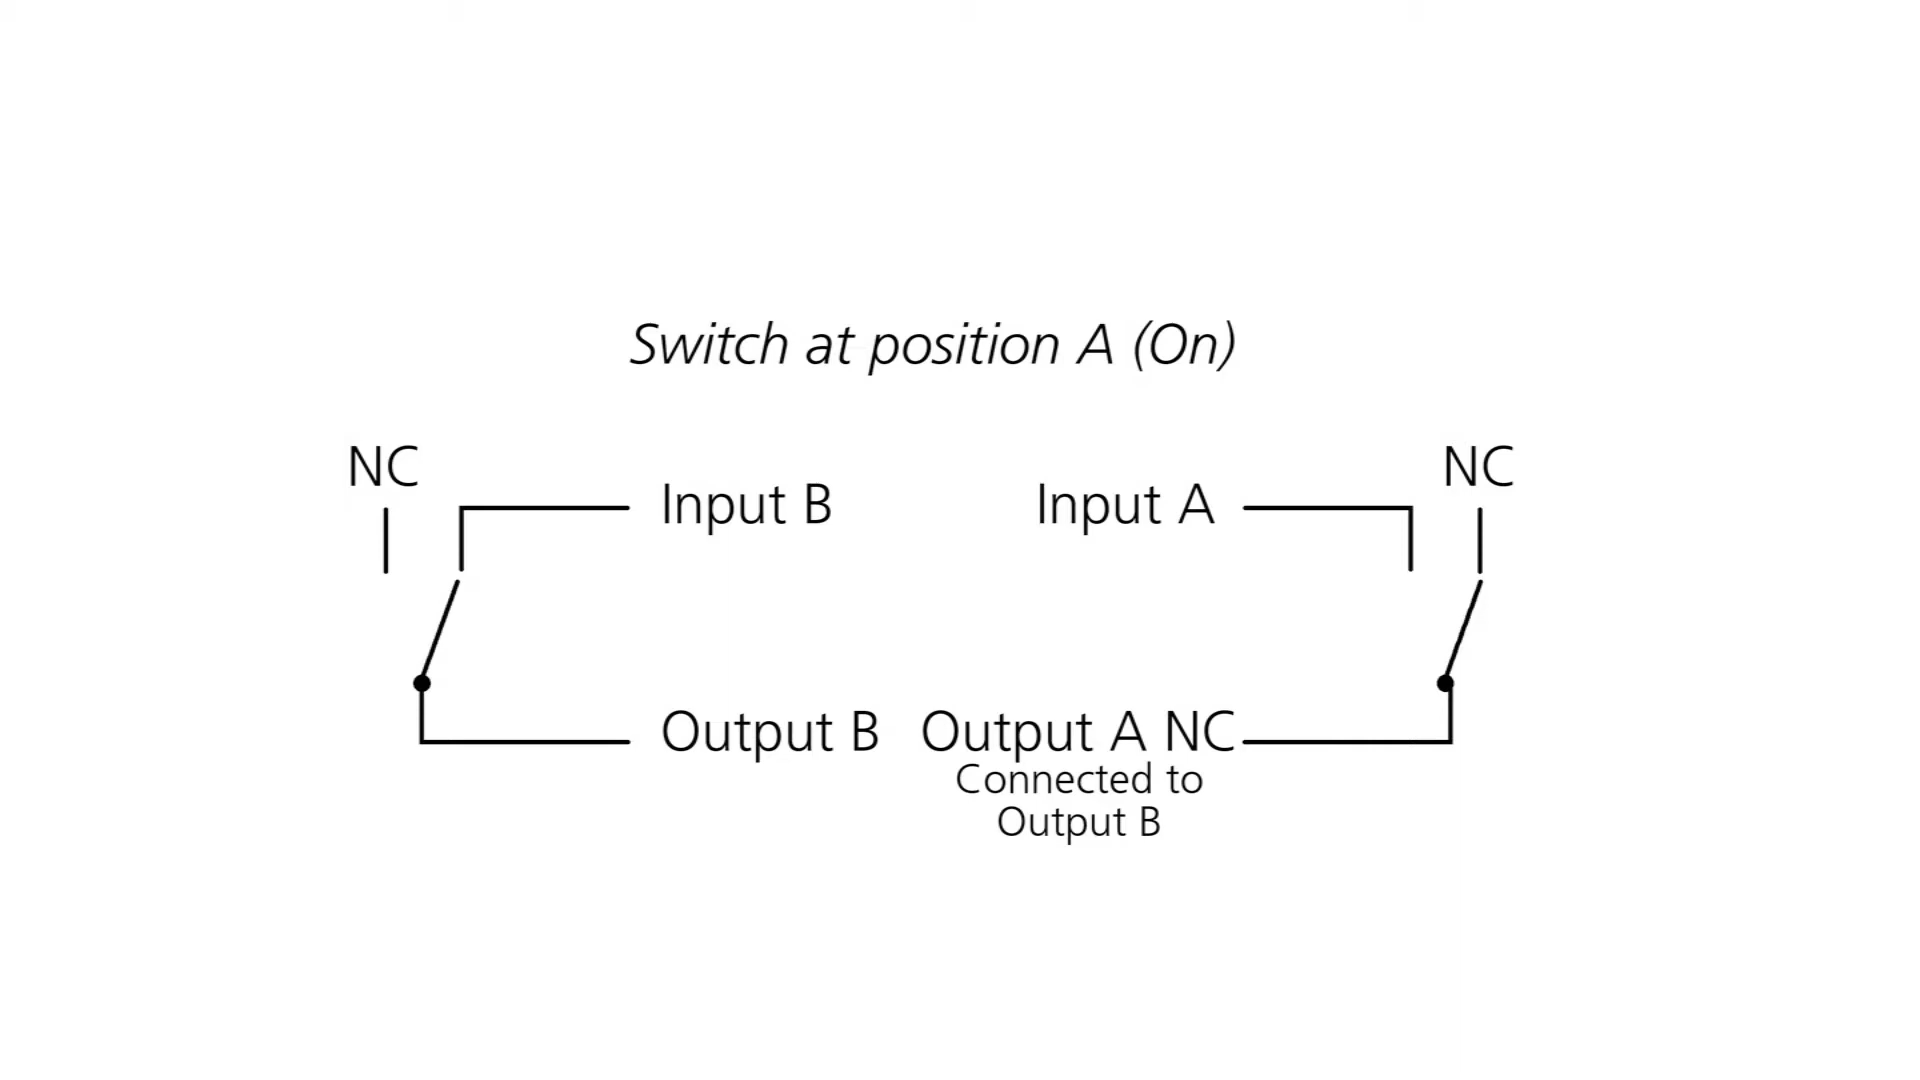 Switch at position A (On)
NC
NC
Input B
Input A
Output B
Output A NC
Connected to
Output B